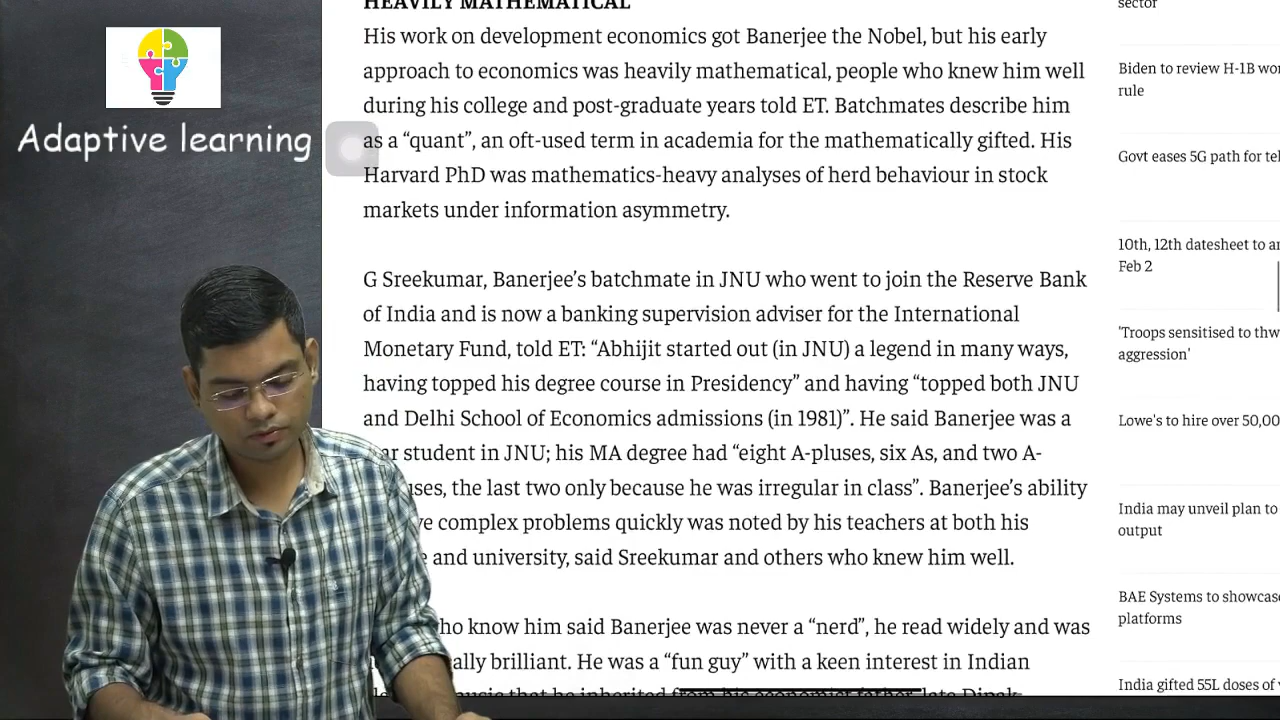 HEAVILY MATHEMATICAL
His work on development economics got Banerjee the Nobel, but his early
approach to economics was heavily mathematical, people who knew him well
during his college and post-graduate years told ET. Batchmates describe him
as a “quant”, an oft-used term in academia for the mathematically gifted. His
Harvard PhD was mathematics-heavy analyses of herd behaviour in stock
markets under information asymmetry.
G Sreekumar, Banerjee’s batchmate in JNU who went to join the Reserve Bank
of India and is now a banking supervision adviser for the International
Monetary Fund, told ET: “Abhijit started out (in JNU) a legend in many ways,
having topped his degree course in Presidency” and having “topped both JNU
and Delhi School of Economics admissions (in 1981)”. He said Banerjee was a
student in JNU; his MA degree had “eight A-pluses, six As, and two A-
the last two only because he was irregular in class”. Banerjee’s ability
complex problems quickly was noted by his teachers at both his
and university, said Sreekumar and others who knew him well.
who know him said Banerjee was never a “nerd”, he read widely and was
brilliant. He was a “fun guy” with a keen interest in Indian
music that he inherited from his economist father, late Dipak
Adaptive learning
sector
Biden to review H-1B
rule
Govt eases 5G path for
10th, 12th datesheet to
Feb 2
'Troops sensitised to
aggression'
Lowe's to hire over
India may unveil plan to
output
BAE Systems to
platforms
India gifted 55L doses of